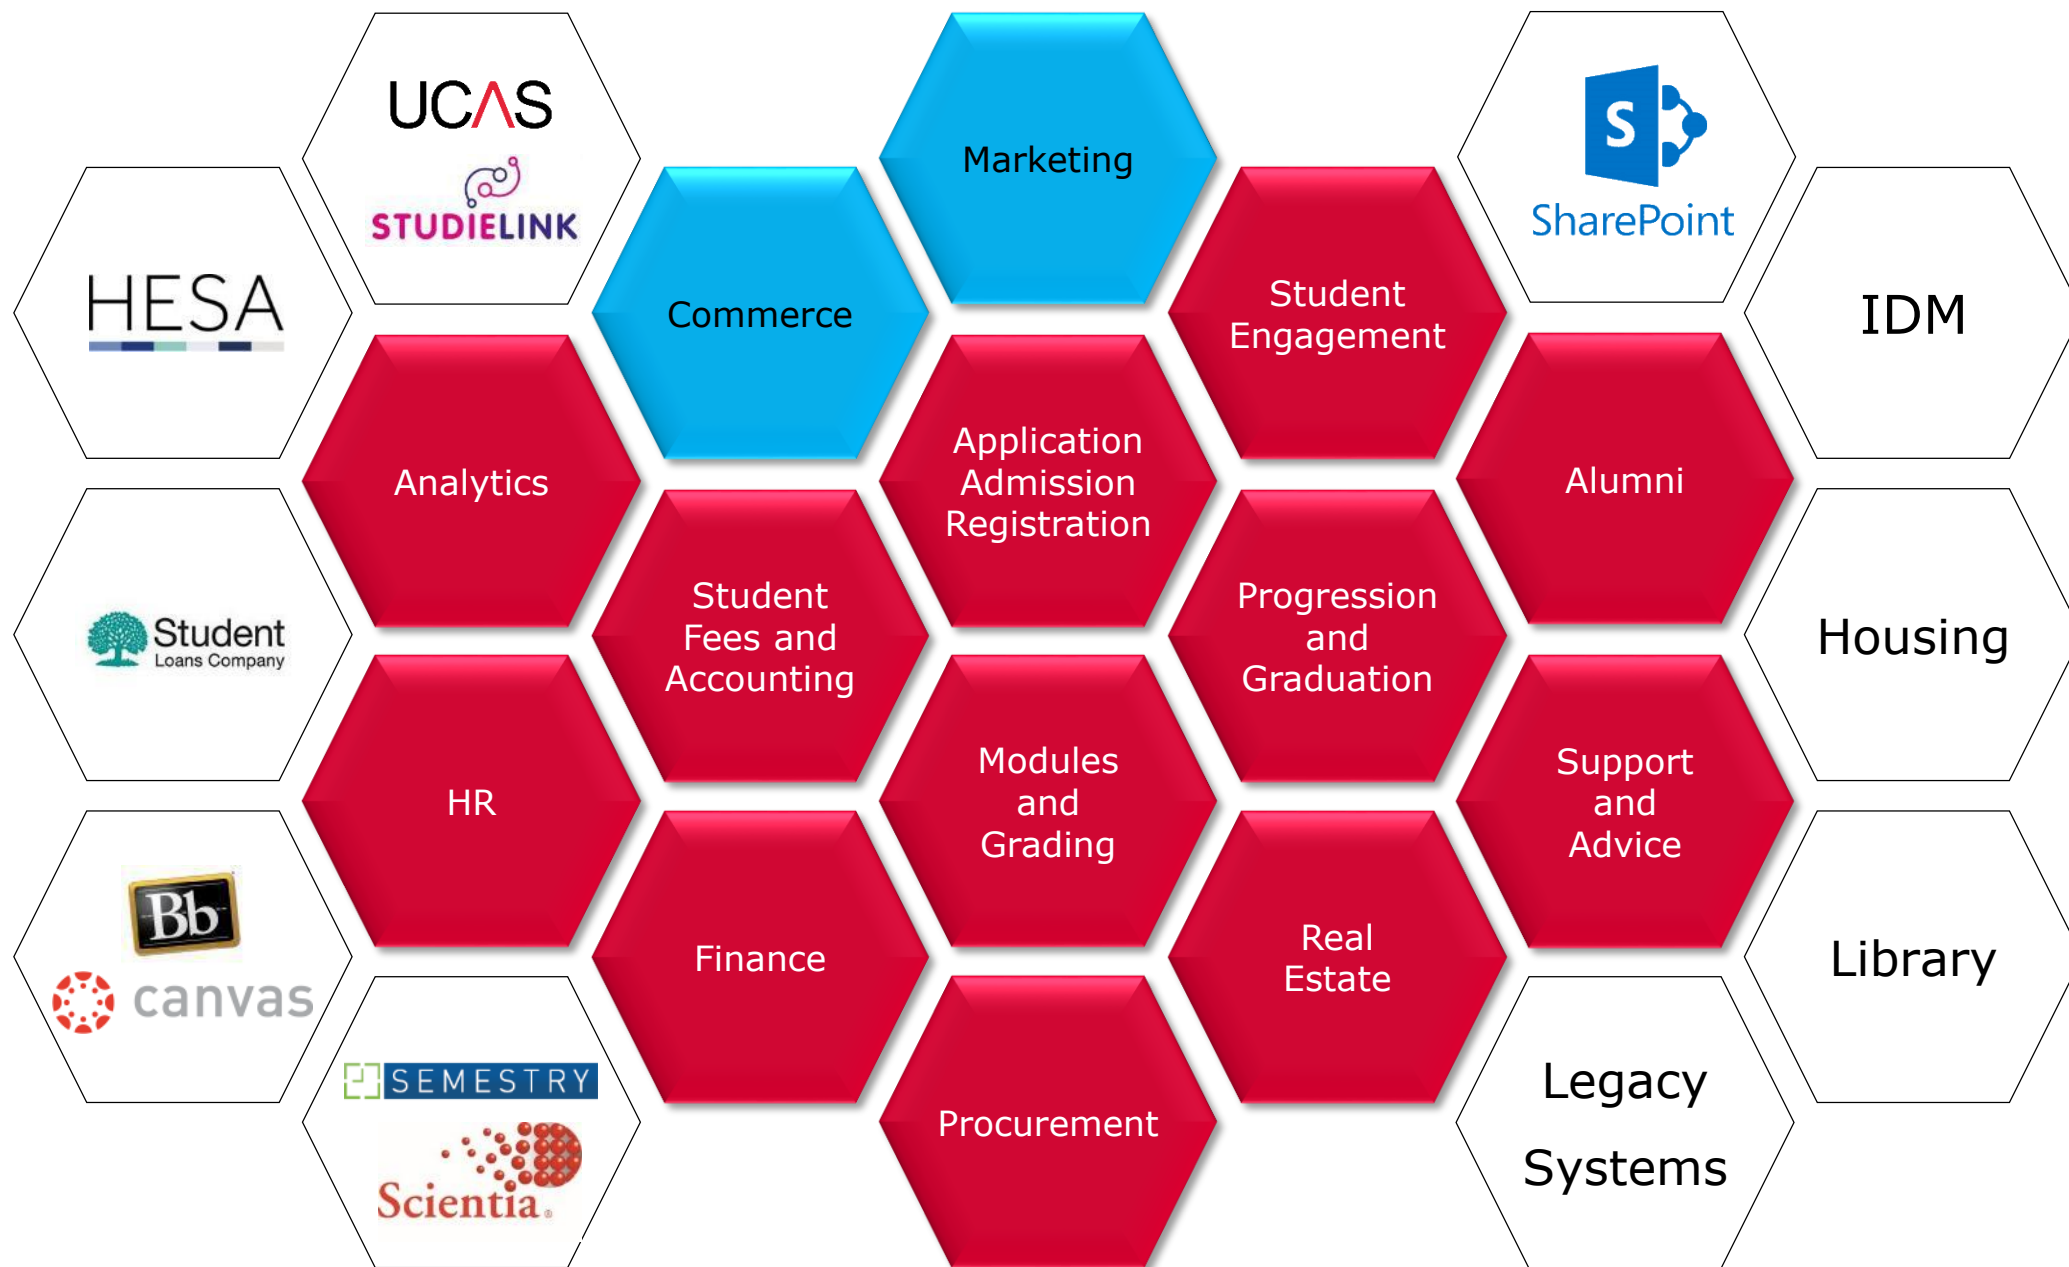 UCAS
STUDIELINK
Marketing
SharePoint
HESA
Commerce
Student
Engagement
IDM
Analytics
Application
Admission
Registration
Alumni
Student
Loans Company
Student
Fees and
Accounting
Progression
and
Graduation
Housing
HR
Modules
and
Grading
Support
and
Advice
Bb
canvas
Finance
Real
Estate
Library
SEMESTRY
Scientia
Procurement
Legacy
Systems